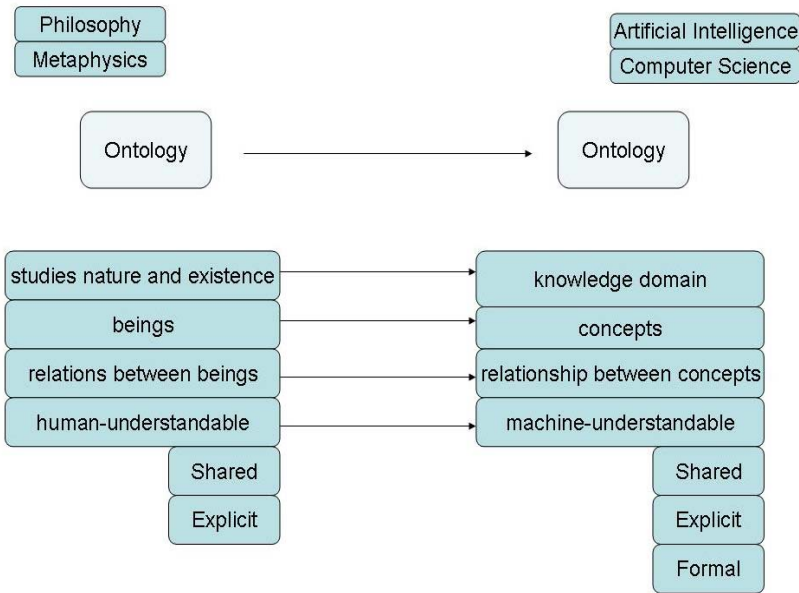 Philosophy
Metaphysics
Artificial Intelligence
Computer Science
Ontology
Ontology
studies nature and existence
knowledge domain
beings
concepts
relations between beings
relationship between concepts
human-understandable
machine-understandable
Shared
Shared
Explicit
Explicit
Formal